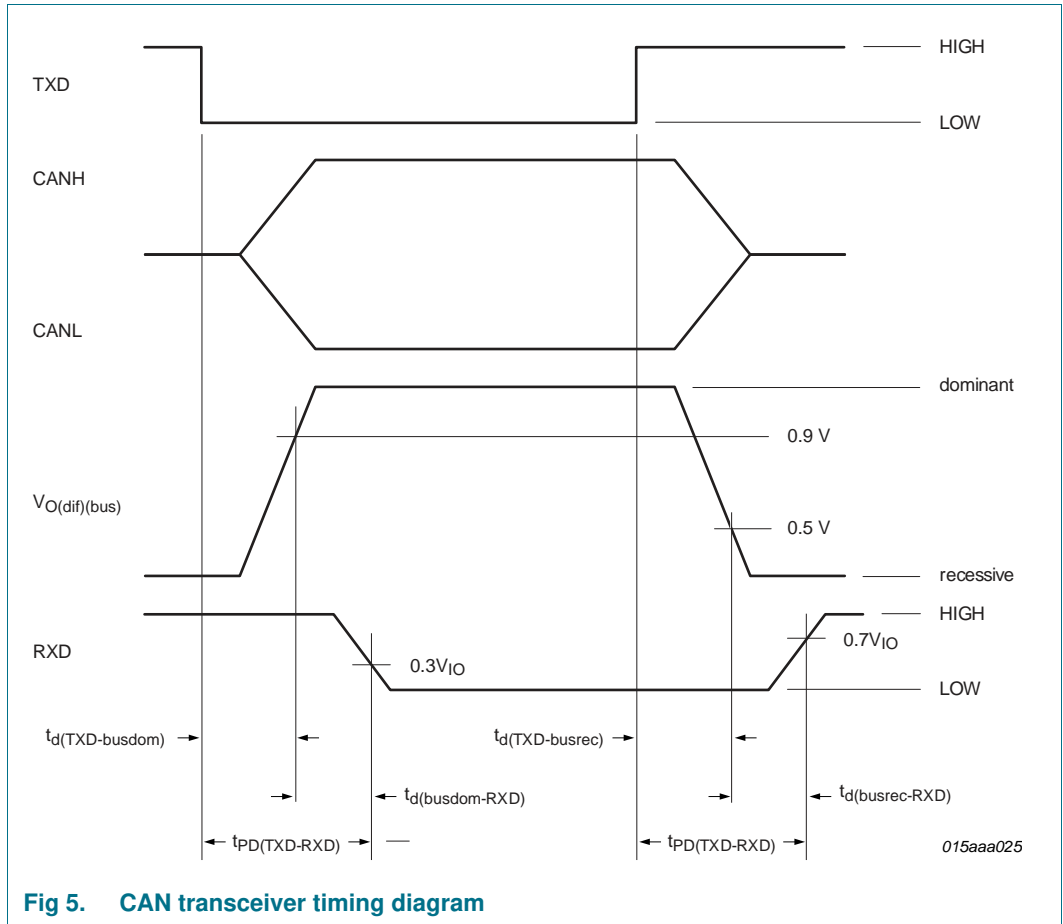 TXD
HIGH
LOW
CANH
CANL
dominant
0.9 V
VO(dif)(bus)
0.5 V
recessive
HIGH
RXD
0.7VIO
0.3VIO
LOW
td(TXD-busdom)
td(TXD-busrec)
td(busdom-RXD)
td(busrec-RXD)
tPD(TXD-RXD)
tPD(TXD-RXD)
015aaa025
Fig 5. CAN transceiver timing diagram